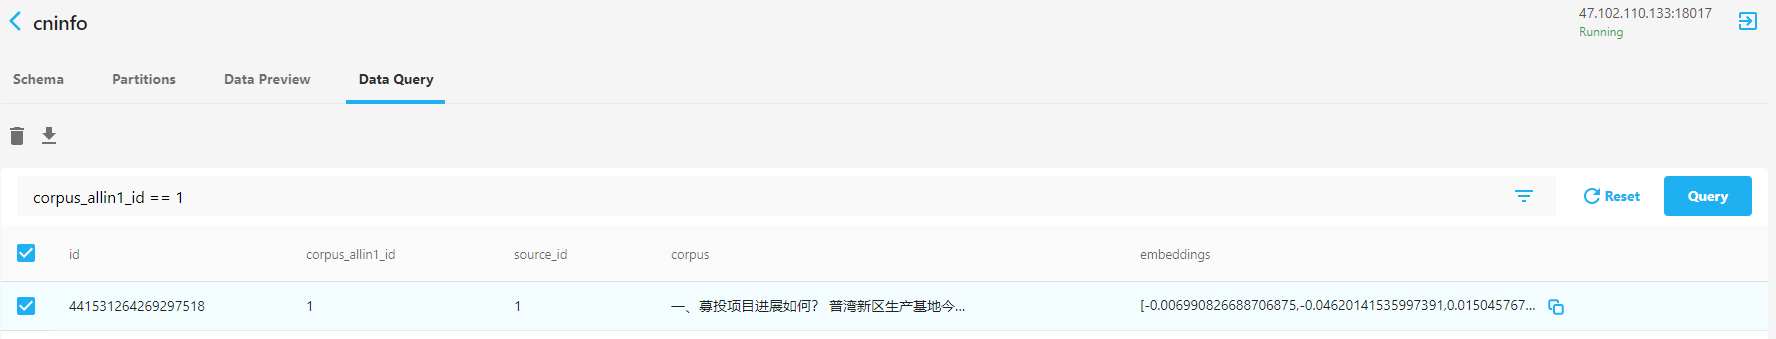 cninfo
47.102.110.133:18017
Running
Schema Partitions Data Preview Data Query
corpus_allin1_id == 1
Reset Query
id corpus_allin1_id source_id corpus embeddings
441531264269297518 1 1 一、募投项目进展如何？ 普湾新区生产基地今... [-0.006990826688706875,-0.04620141535997391,0.015045767...